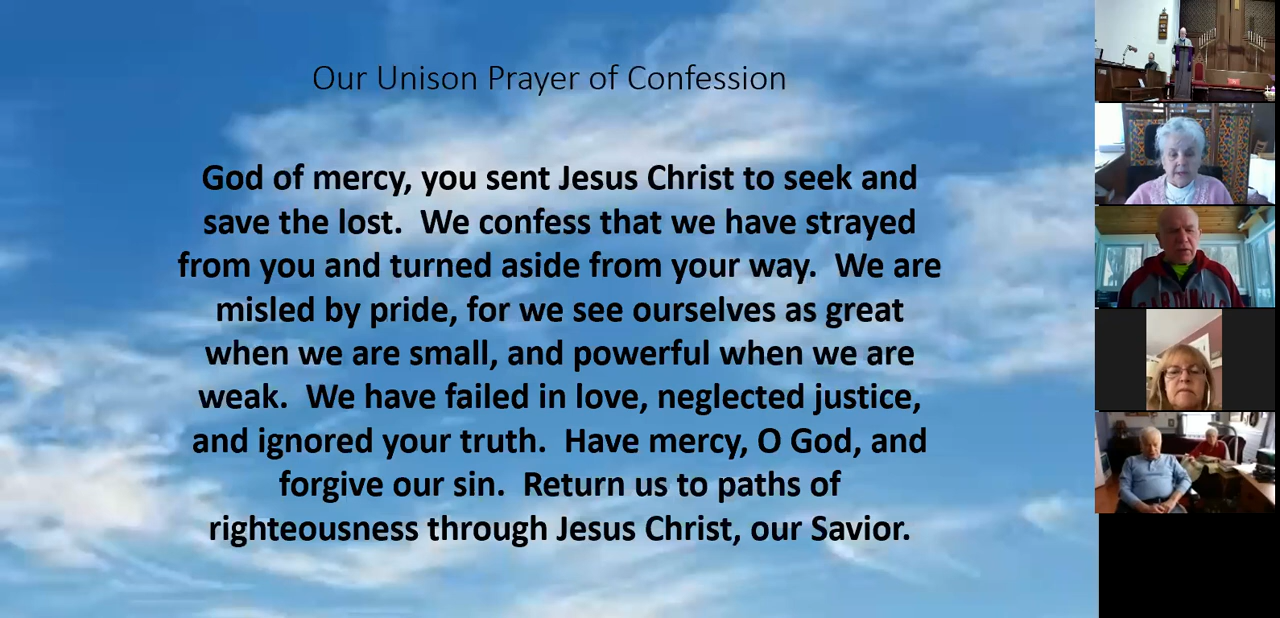 Our Unison Prayer of Confession
God of mercy, you sent Jesus Christ to seek and
save the lost.  We confess that we have strayed
from you and turned aside from your way.  We are
misled by pride, for we see ourselves as great
when we are small, and powerful when we are
weak.  We have failed in love, neglected justice,
and ignored your truth.  Have mercy, O God, and
forgive our sin.  Return us to paths of
righteousness through Jesus Christ, our Savior.
CARDINALS